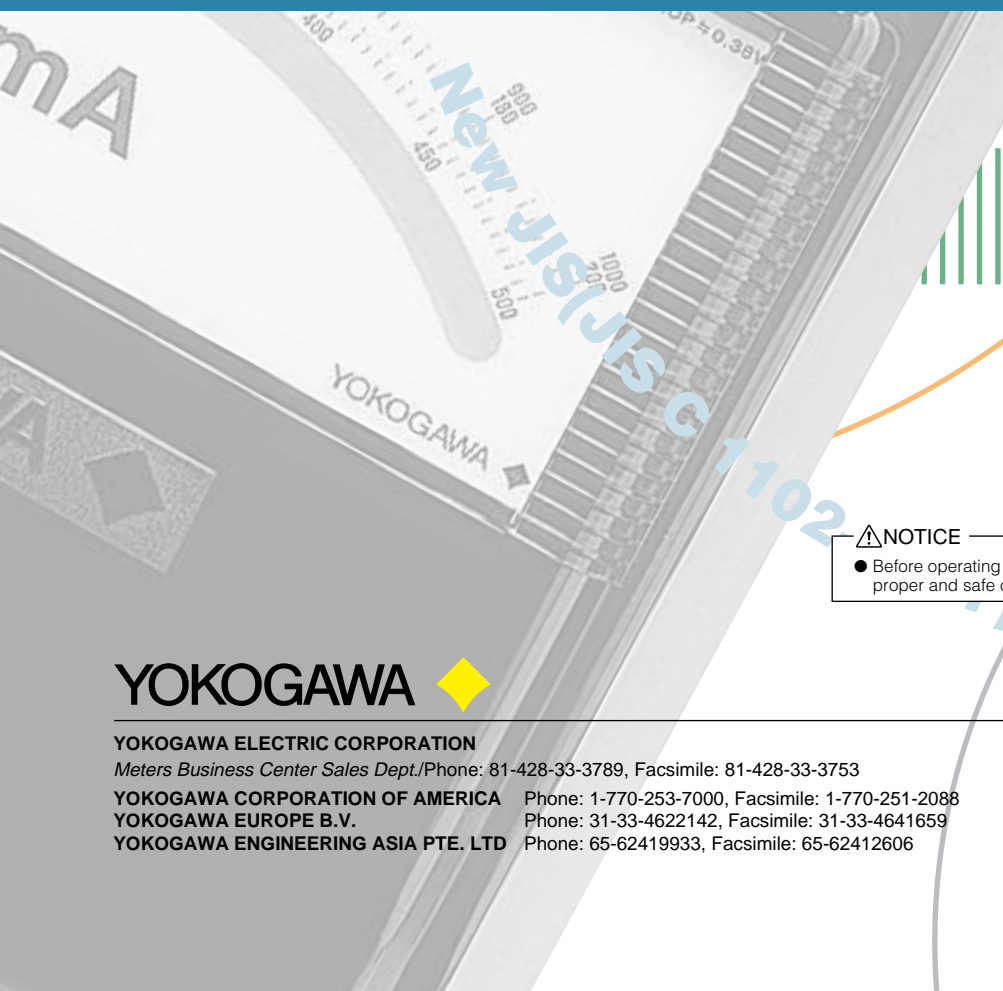 mA
DROP≒0.38V
400
900
180
450
1000
200
500
New JIS(JIS C 1102
YOKOGAWA
WA
NOTICE
● Before operating
proper and safe
YOKOGAWA
YOKOGAWA ELECTRIC CORPORATION
Meters Business Center Sales Dept./Phone: 81-428-33-3789, Facsimile: 81-428-33-3753
YOKOGAWA CORPORATION OF AMERICA Phone: 1-770-253-7000, Facsimile: 1-770-251-2088
YOKOGAWA EUROPE B.V. Phone: 31-33-4622142, Facsimile: 31-33-4641659
YOKOGAWA ENGINEERING ASIA PTE. LTD Phone: 65-62419933, Facsimile: 65-62412606